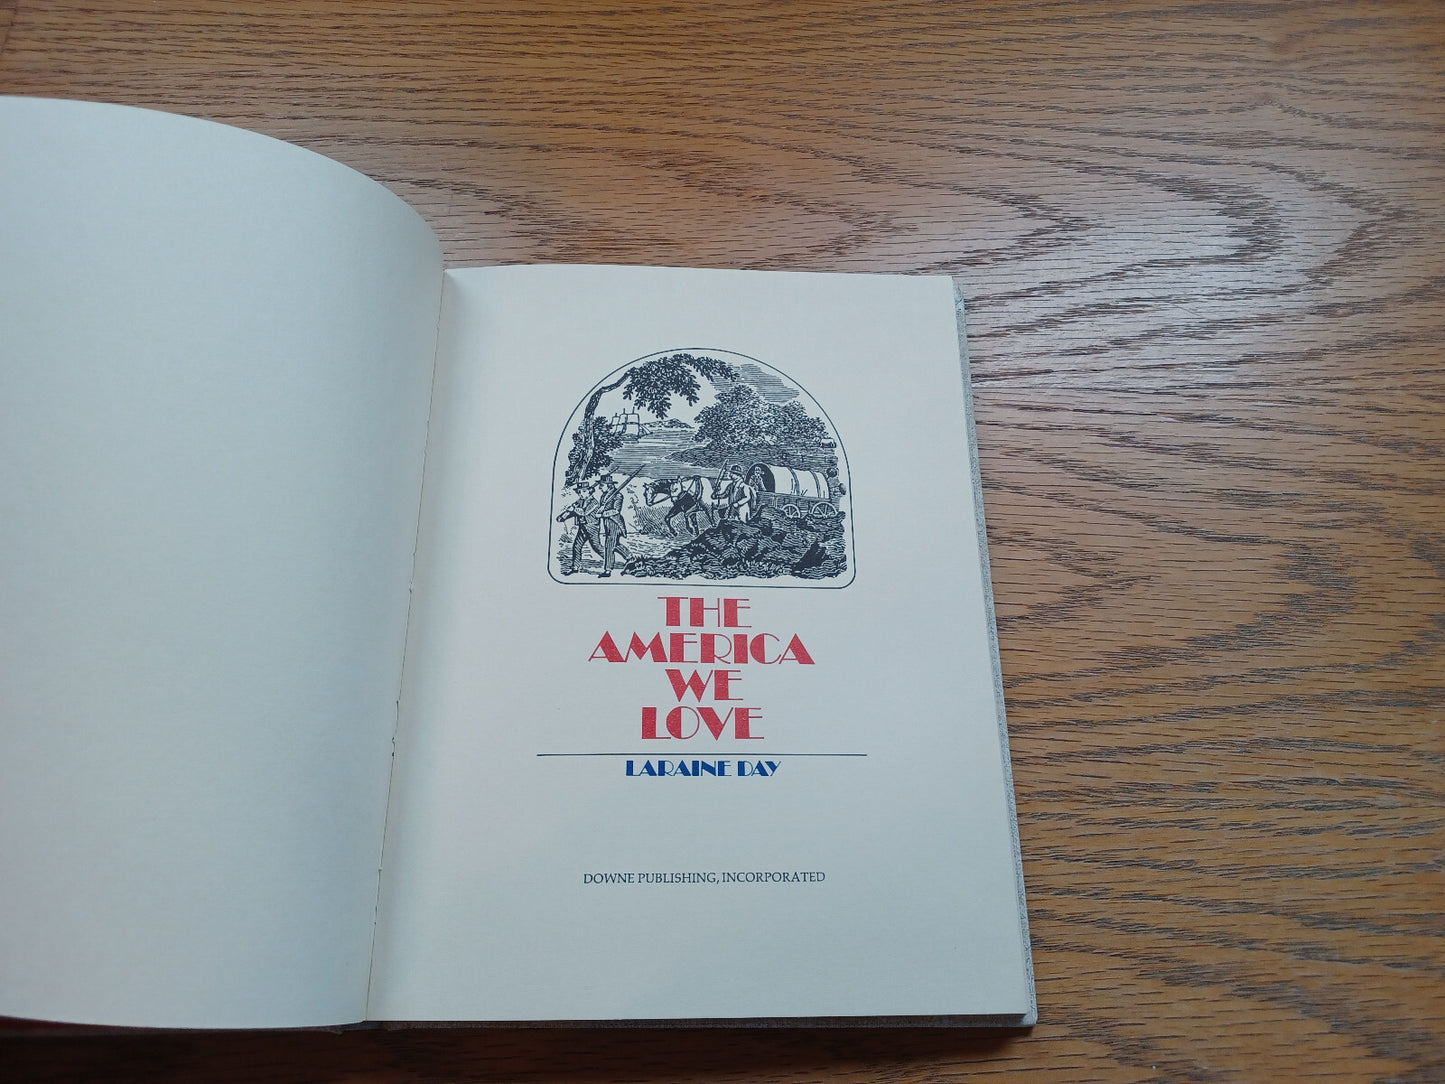 THE
AMERICA
WE
LOVE
LARAINE DAY
DOWNE PUBLISHING, INCORPORATED